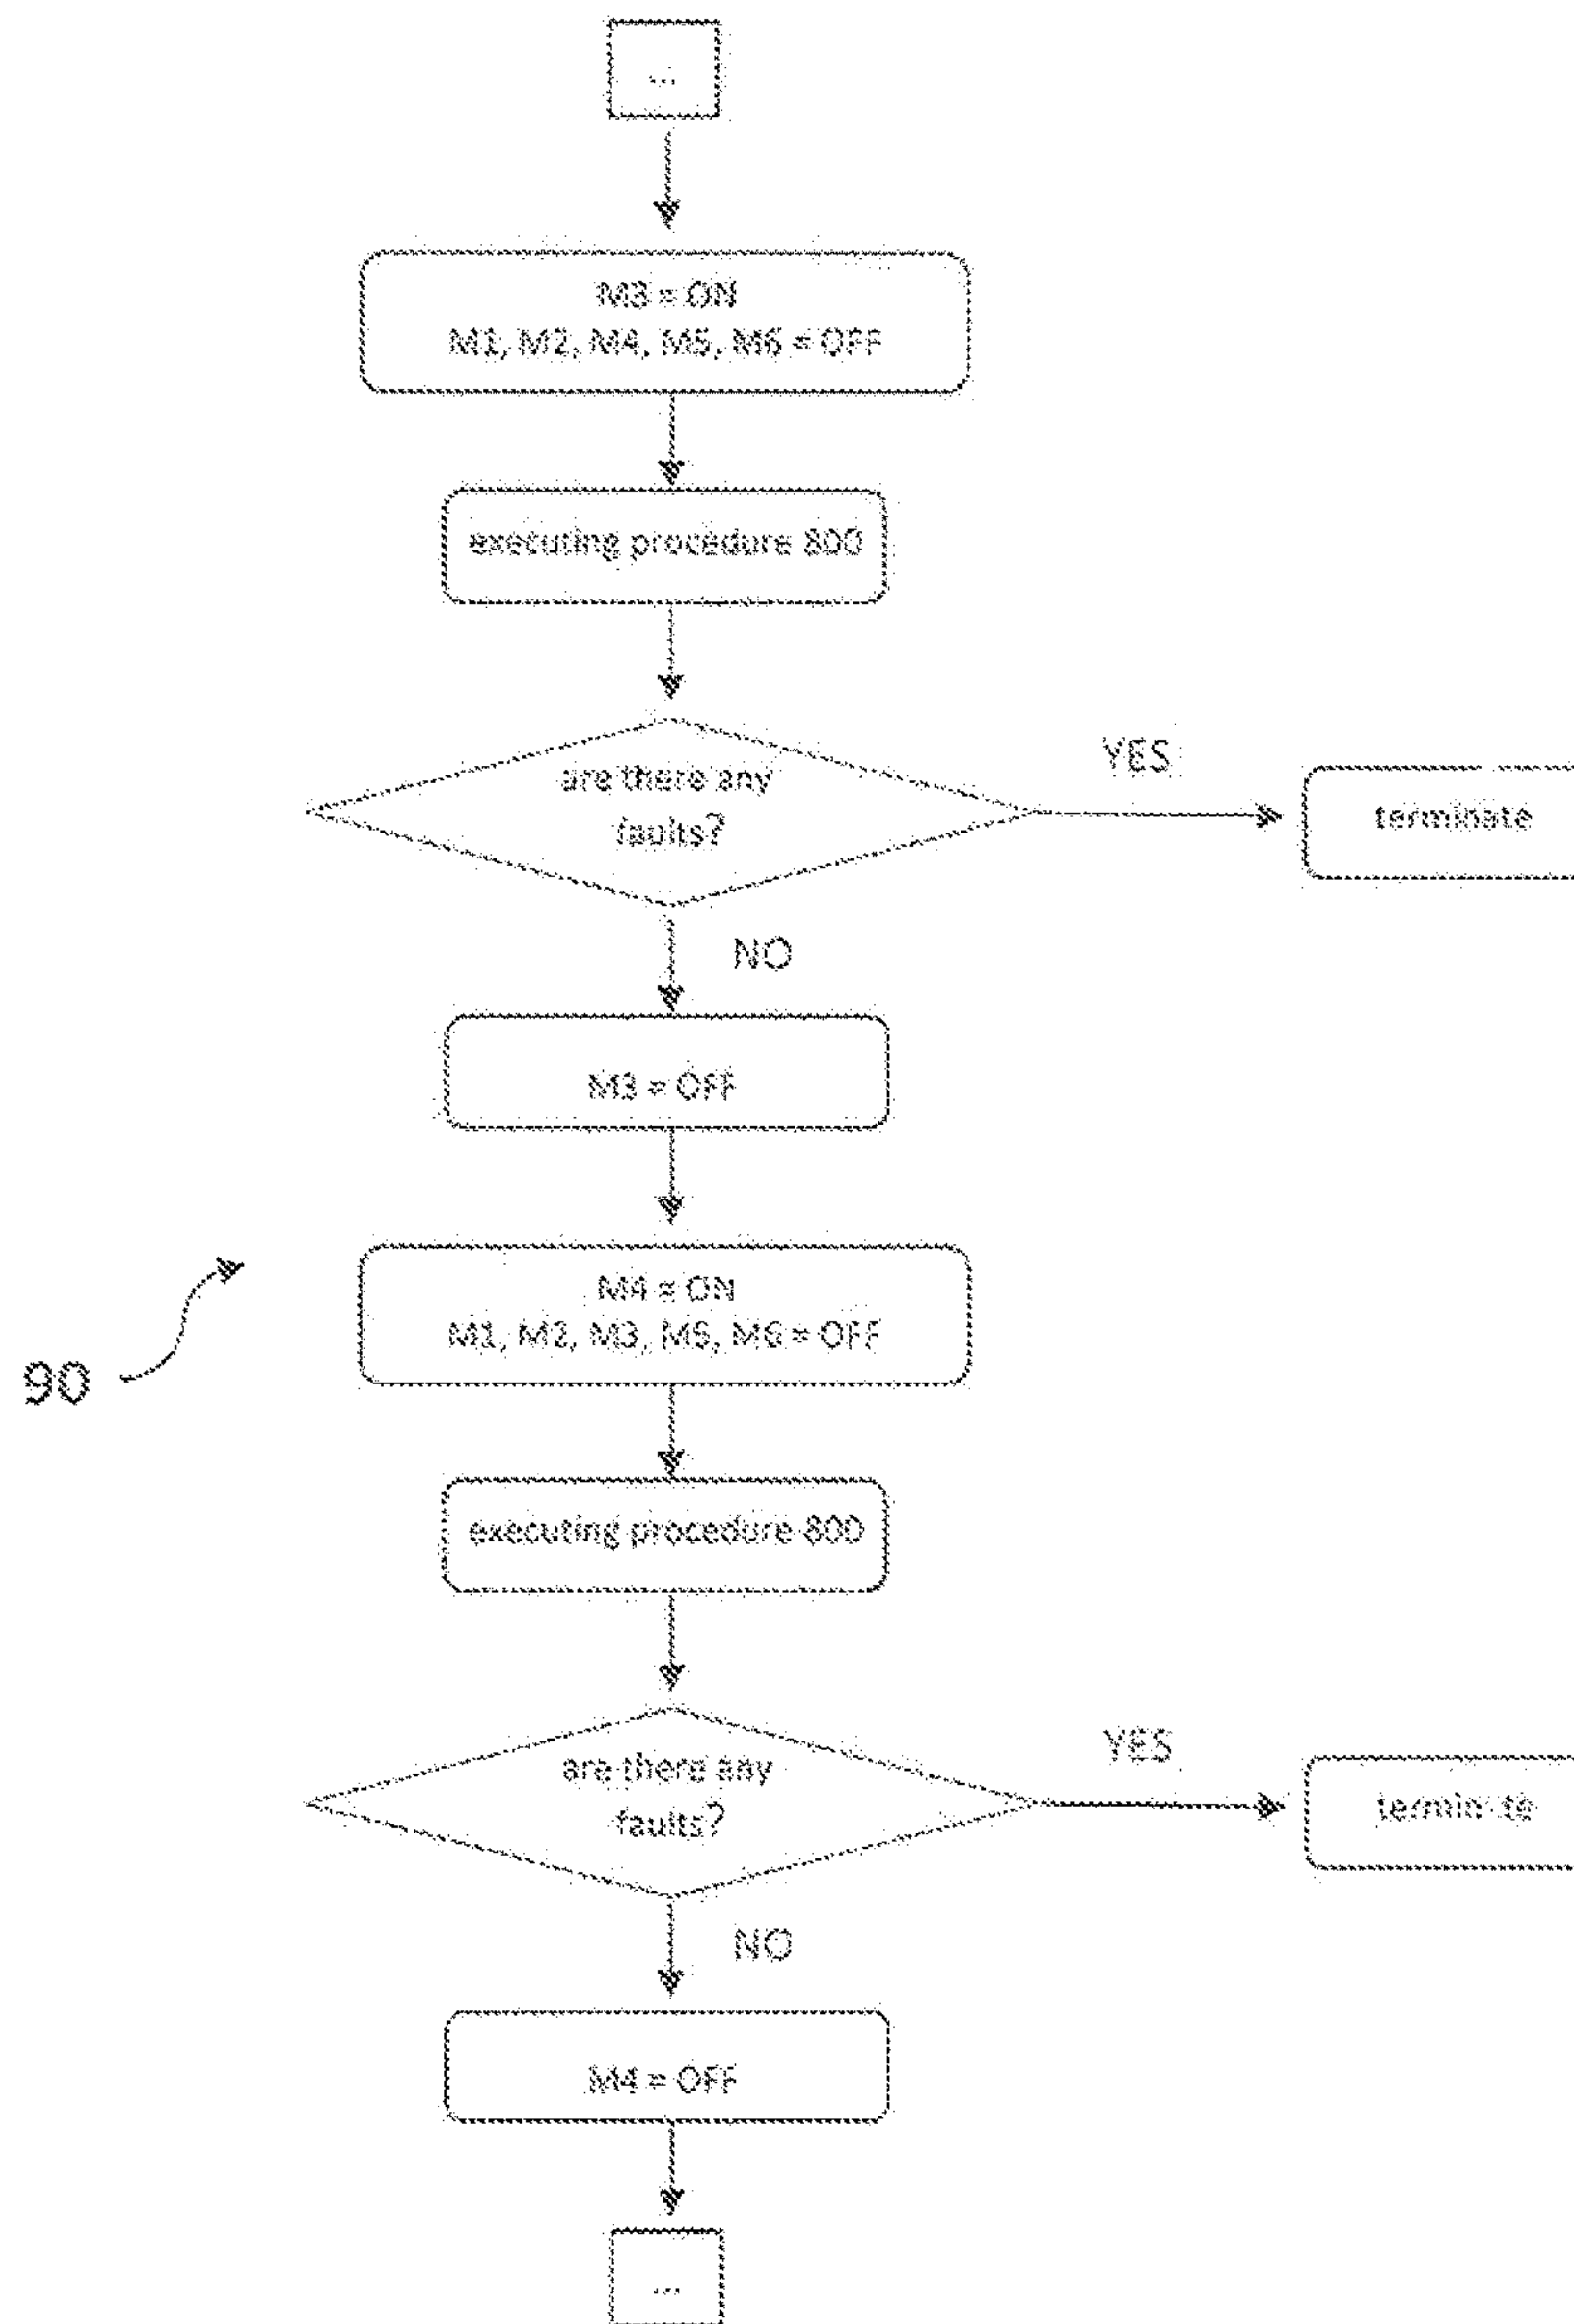 ...
M3 = ON
M1, M2, M4, M5, M6 = OFF
executing procedure 800
are there any
faults?
YES
terminate
NO
M3 = OFF
M4 = ON
M1, M2, M3, M5, M6 = OFF
90
executing procedure 800
are there any
faults?
YES
terminate
NO
M4 = OFF
...